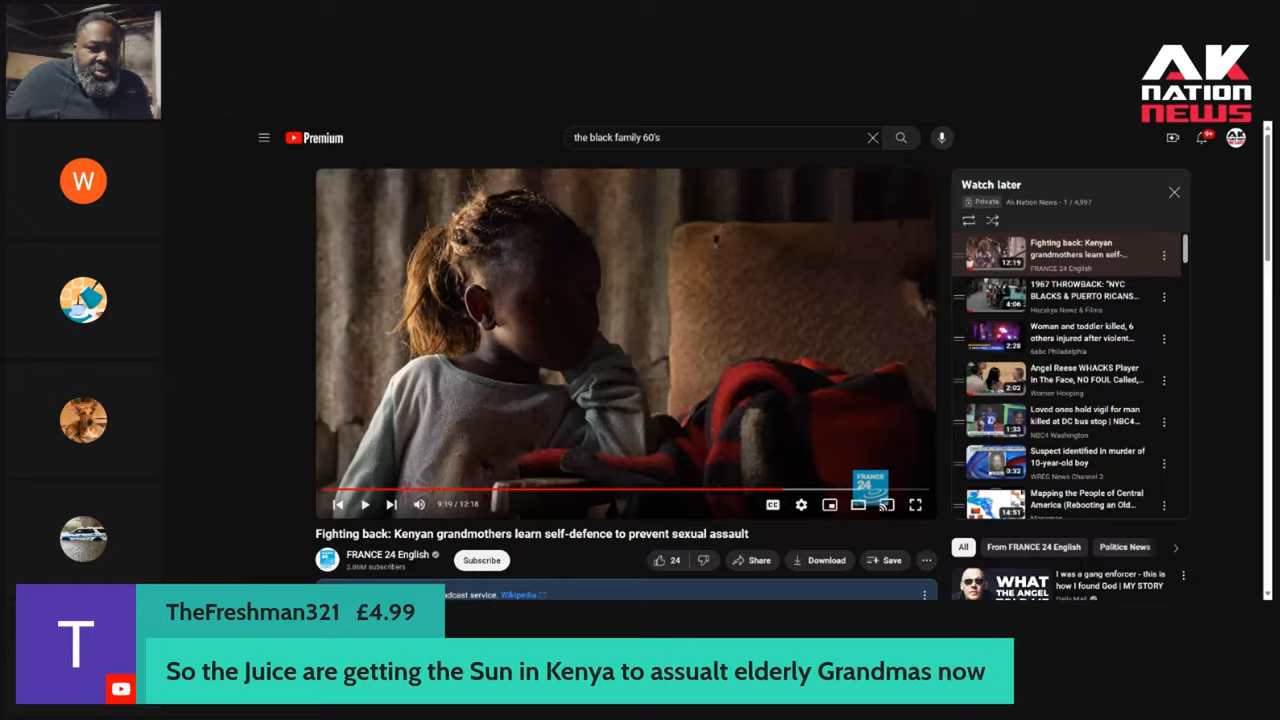 AK
NATION
NEWS
Premium
the black family 60's
9+
W
Watch later
Private Ak Nation News - 1 / 4,997
Fighting back: Kenyan
grandmothers learn self-...
FRANCE 24 English
12:19
1967 THROWBACK: "NYC
BLACKS & PUERTO RICANS...
Hezakya Newz & Films
4:06
Woman and toddler killed, 6
others injured after violent...
6abc Philadelphia
2:28
Angel Reese WHACKS Player
In The Face, NO FOUL Called,...
Women Hooping
2:02
Loved ones hold vigil for man
killed at DC bus stop | NBC4...
NBC4 Washington
1:33
Suspect identified in murder of
10-year-old boy
WREG News Channel 3
3:32
Mapping the People of Central
America (Rebooting an Old...
14:51
FRANCE
24
9:19 / 12:18
CC
Fighting back: Kenyan grandmothers learn self-defence to prevent sexual assault
FRANCE 24 English
2.86M subscribers
Subscribe
24
Share
Download
Save
All
From FRANCE 24 English
Politics News
adcast service. Wikipedia
WHAT
THE ANGEL
I was a gang enforcer - this is
how I found God | MY STORY
Daily Mail
T
TheFreshman321 £4.99
So the Juice are getting the Sun in Kenya to assualt elderly Grandmas now